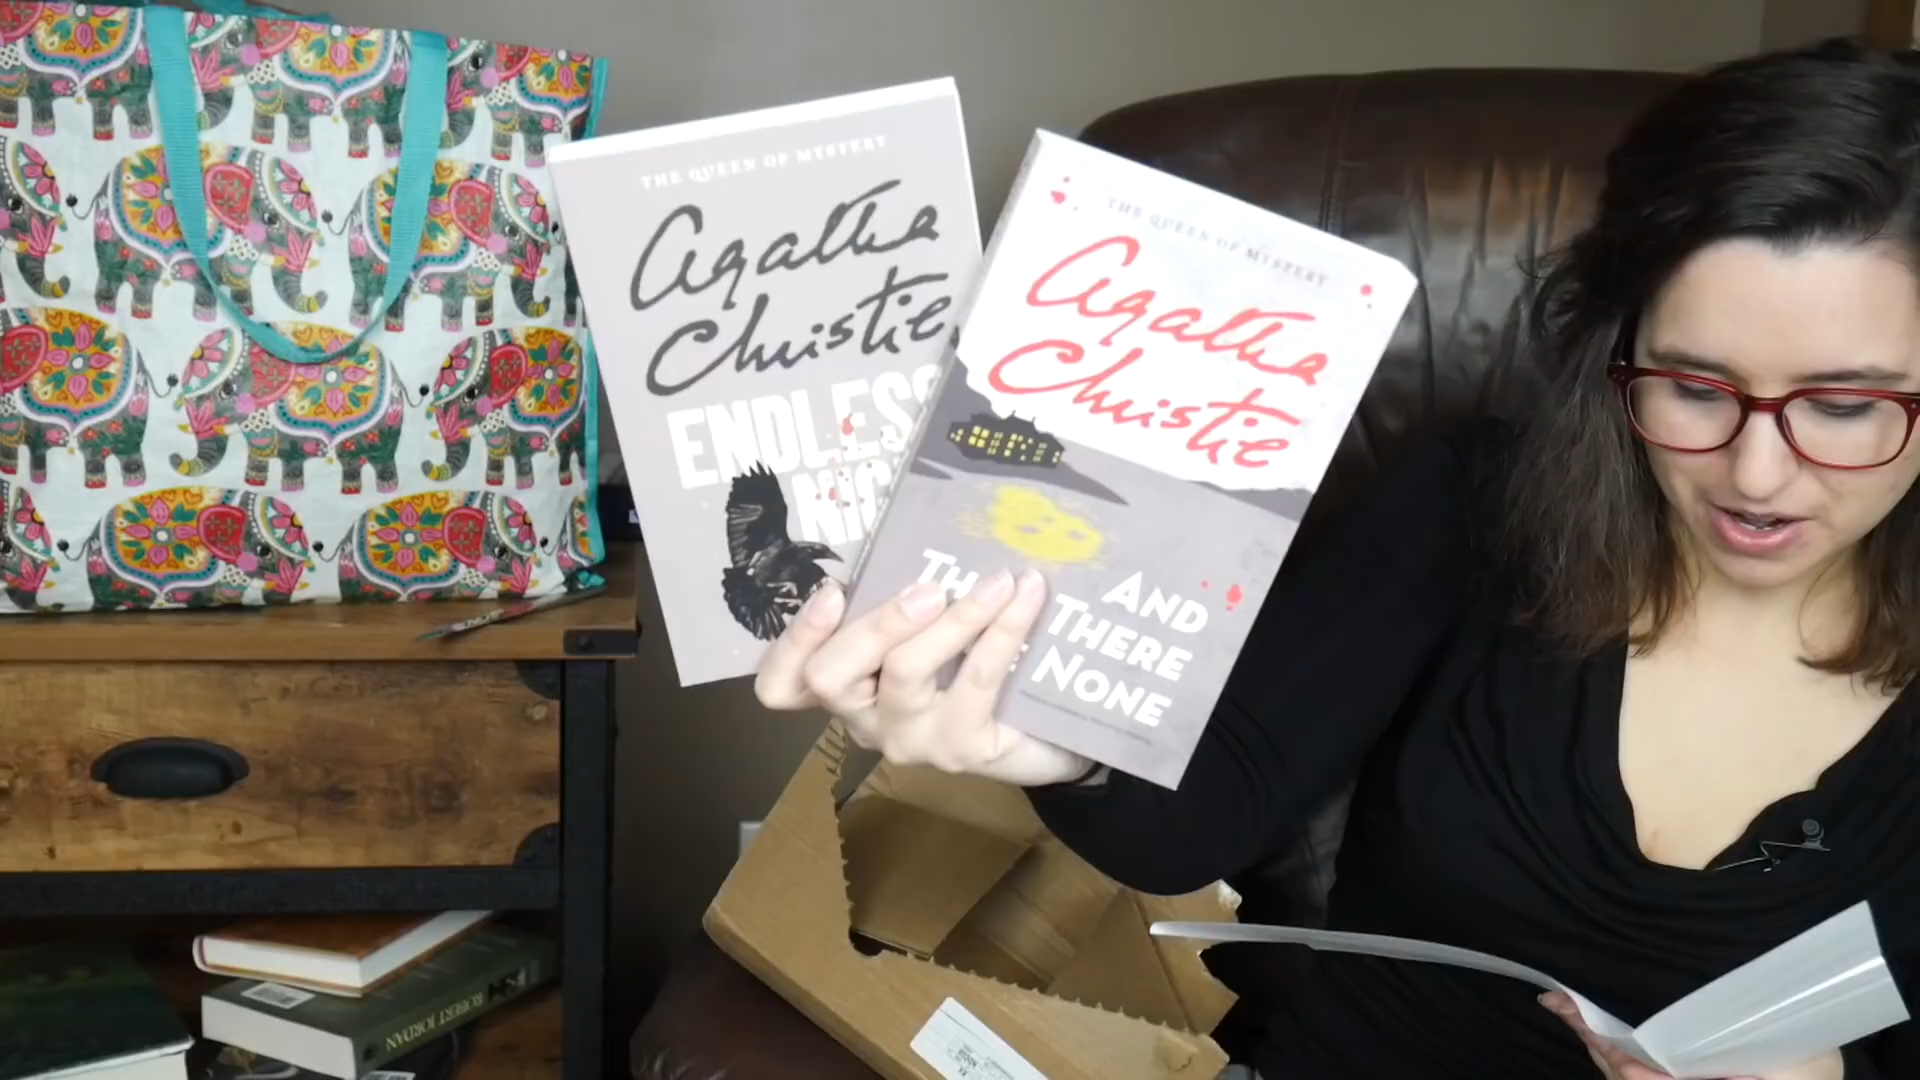 THE QUEEN OF MYSTERY
Agatha
Christie
ENDLESS
THE QUEEN OF MYSTERY
Agatha
Christie
AND
THERE
NONE
ROBERT JORDAN